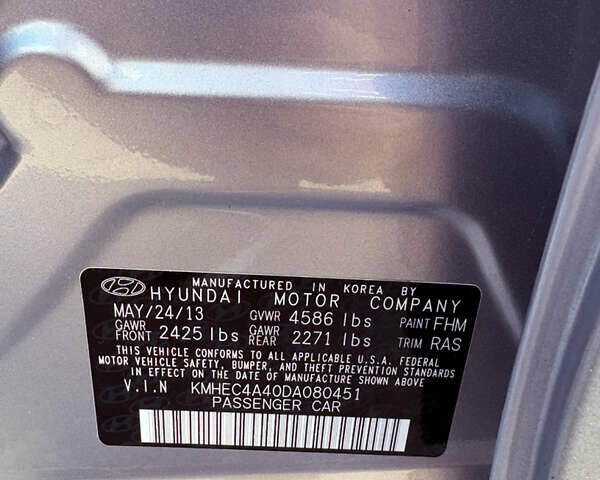 MANUFACTURED IN KOREA BY
HYUNDAI MOTOR COMPANY
MAY/24/13 GVWR 4586 lbs PAINT FHM
GAWR FRONT 2425 lbs GAWR REAR 2271 lbs TRIM RAS
THIS VEHICLE CONFORMS TO ALL APPLICABLE U.S.A. FEDERAL
MOTOR VEHICLE SAFETY, BUMPER, AND THEFT PREVENTION STANDARDS
IN EFFECT ON THE DATE OF MANUFACTURE SHOWN ABOVE.
V.I.N KMHEC4A40DA080451
PASSENGER CAR